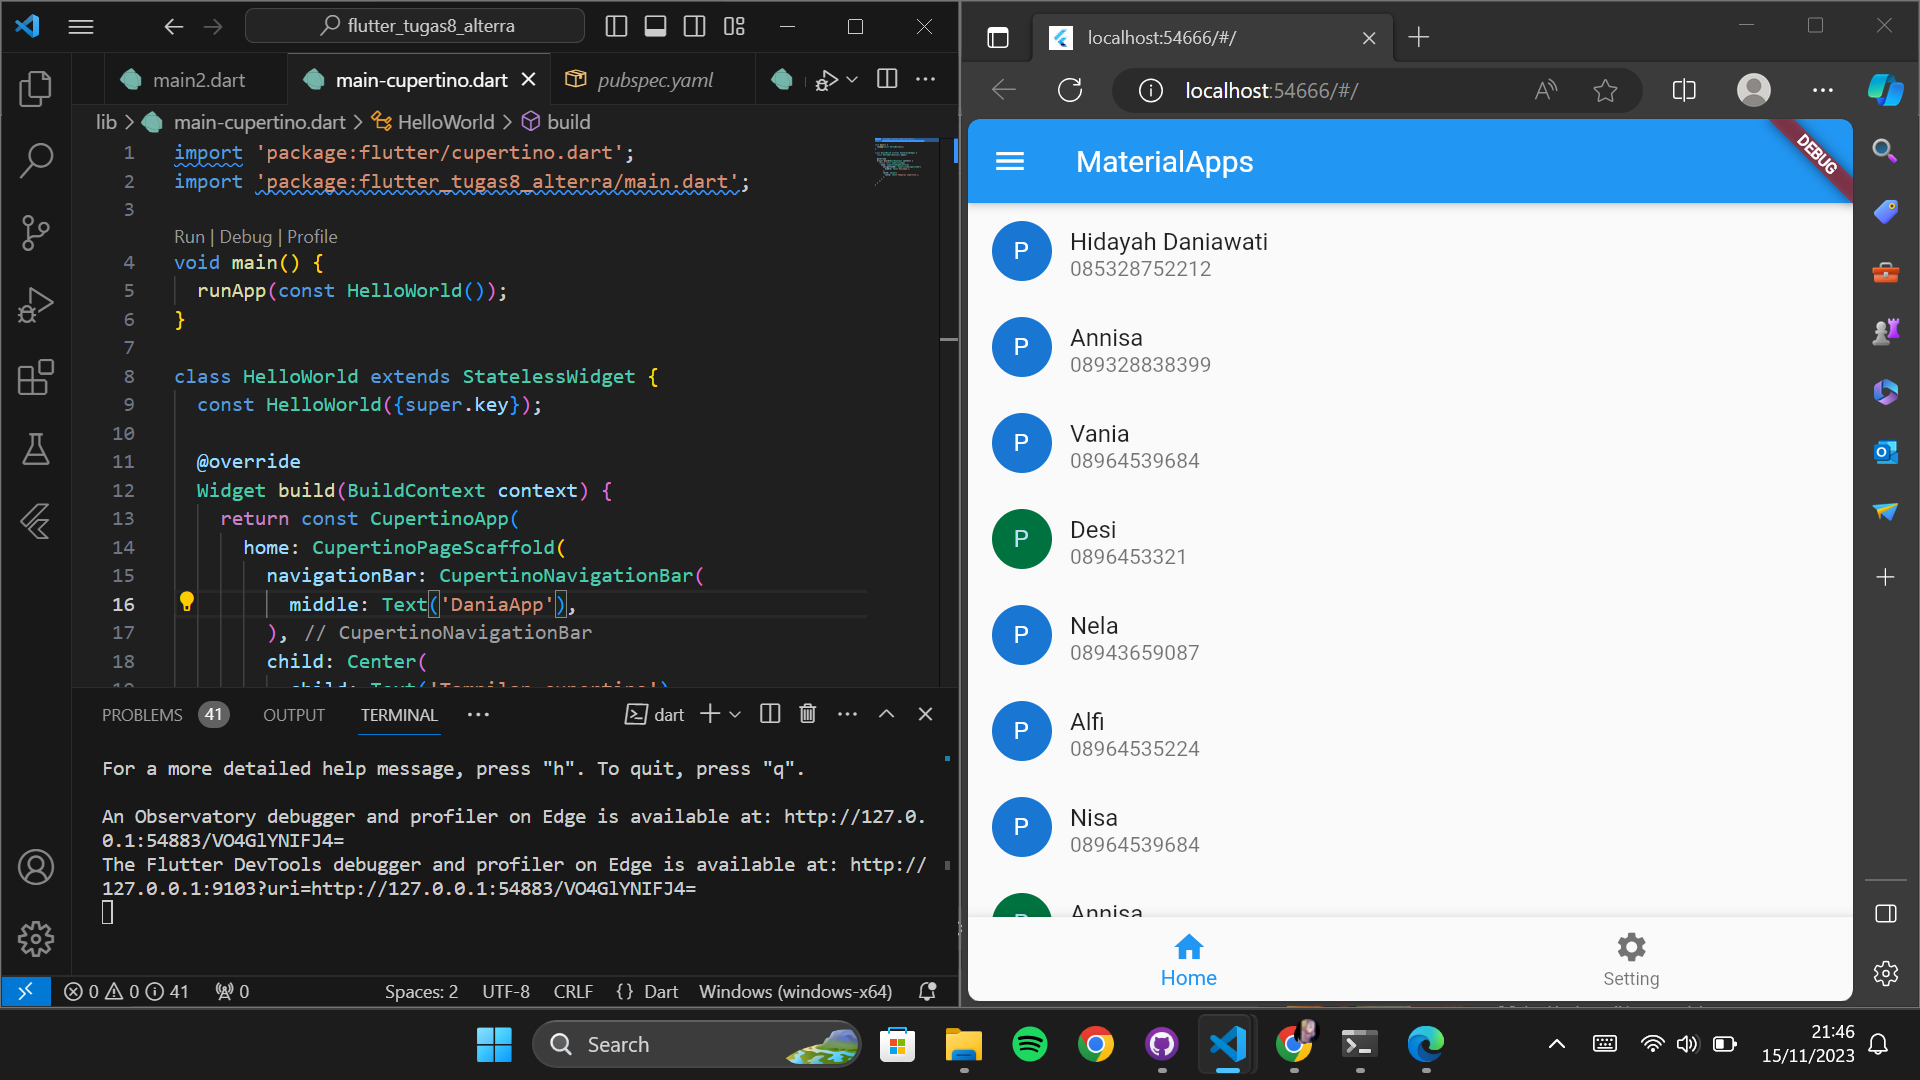 flutter_tugas8_alterra
main2.dart
main-cupertino.dart
pubspec.yaml
lib > main-cupertino.dart > HelloWorld > build
1 import 'package:flutter/cupertino.dart';
2 import 'package:flutter_tugas8_alterra/main.dart';
3
Run | Debug | Profile
4 void main() {
5 runApp(const HelloWorld());
6 }
7
8 class HelloWorld extends StatelessWidget {
9 const HelloWorld({super.key});
10
11 @override
12 Widget build(BuildContext context) {
13 return const CupertinoApp(
14 home: CupertinoPageScaffold(
15 navigationBar: CupertinoNavigationBar(
16 middle: Text('DaniaApp'),
17 ), // CupertinoNavigationBar
18 child: Center(
PROBLEMS 41 OUTPUT TERMINAL
dart
For a more detailed help message, press "h". To quit, press "q".
An Observatory debugger and profiler on Edge is available at: http://127.0.
0.1:54883/VO4GlYNIFJ4=
The Flutter DevTools debugger and profiler on Edge is available at: http://
127.0.0.1:9103?uri=http://127.0.0.1:54883/VO4GlYNIFJ4=
0 0 41 0 Spaces: 2 UTF-8 CRLF {} Dart Windows (windows-x64)
localhost:54666/#/
localhost:54666/#/
MaterialApps
DEBUG
P
Hidayah Daniawati
085328752212
P
Annisa
089328838399
P
Vania
08964539684
P
Desi
0896453321
P
Nela
08943659087
P
Alfi
08964535224
P
Nisa
08964539684
Annisa
Home
Setting
Search
21:46
15/11/2023